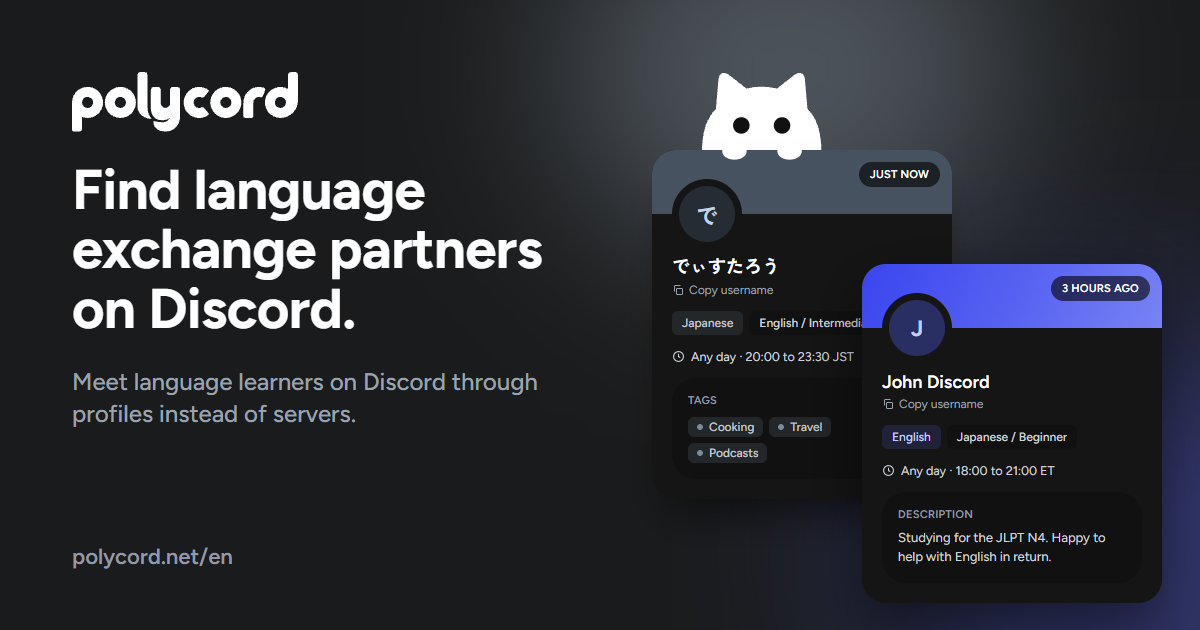 polycord
Find language
exchange partners
on Discord.
Meet language learners on Discord through
profiles instead of servers.
polycord.net/en
JUST NOW
で
でぃすたろう
Copy username
Japanese
English / Intermedia
Any day · 20:00 to 23:30 JST
TAGS
Cooking
Travel
Podcasts
3 HOURS AGO
J
John Discord
Copy username
English
Japanese / Beginner
Any day · 18:00 to 21:00 ET
DESCRIPTION
Studying for the JLPT N4. Happy to
help with English in return.